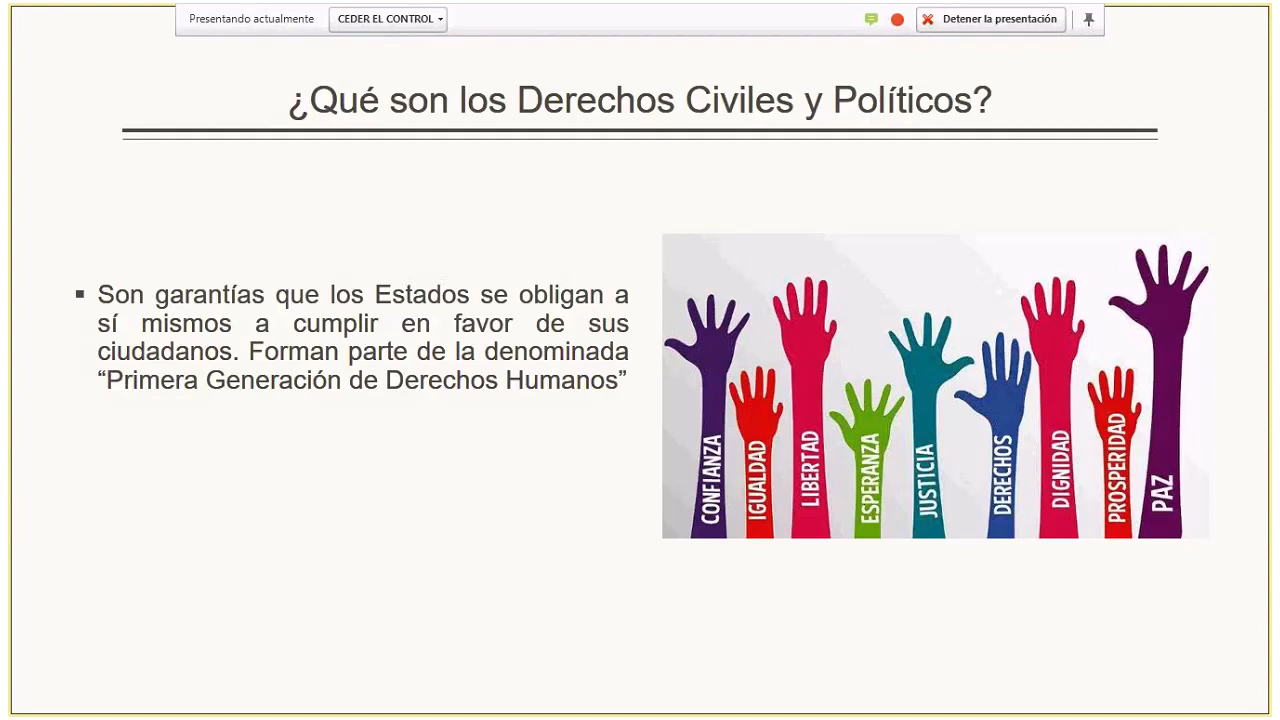 Presentando actualmente
CEDER EL CONTROL
Detener la presentación
¿Qué son los Derechos Civiles y Políticos?
Son garantías que los Estados se obligan a
sí mismos a cumplir en favor de sus
ciudadanos. Forman parte de la denominada
“Primera Generación de Derechos Humanos”
CONFIANZA
IGUALDAD
LIBERTAD
ESPERANZA
JUSTICIA
DERECHOS
DIGNIDAD
PROSPERIDAD
PAZ